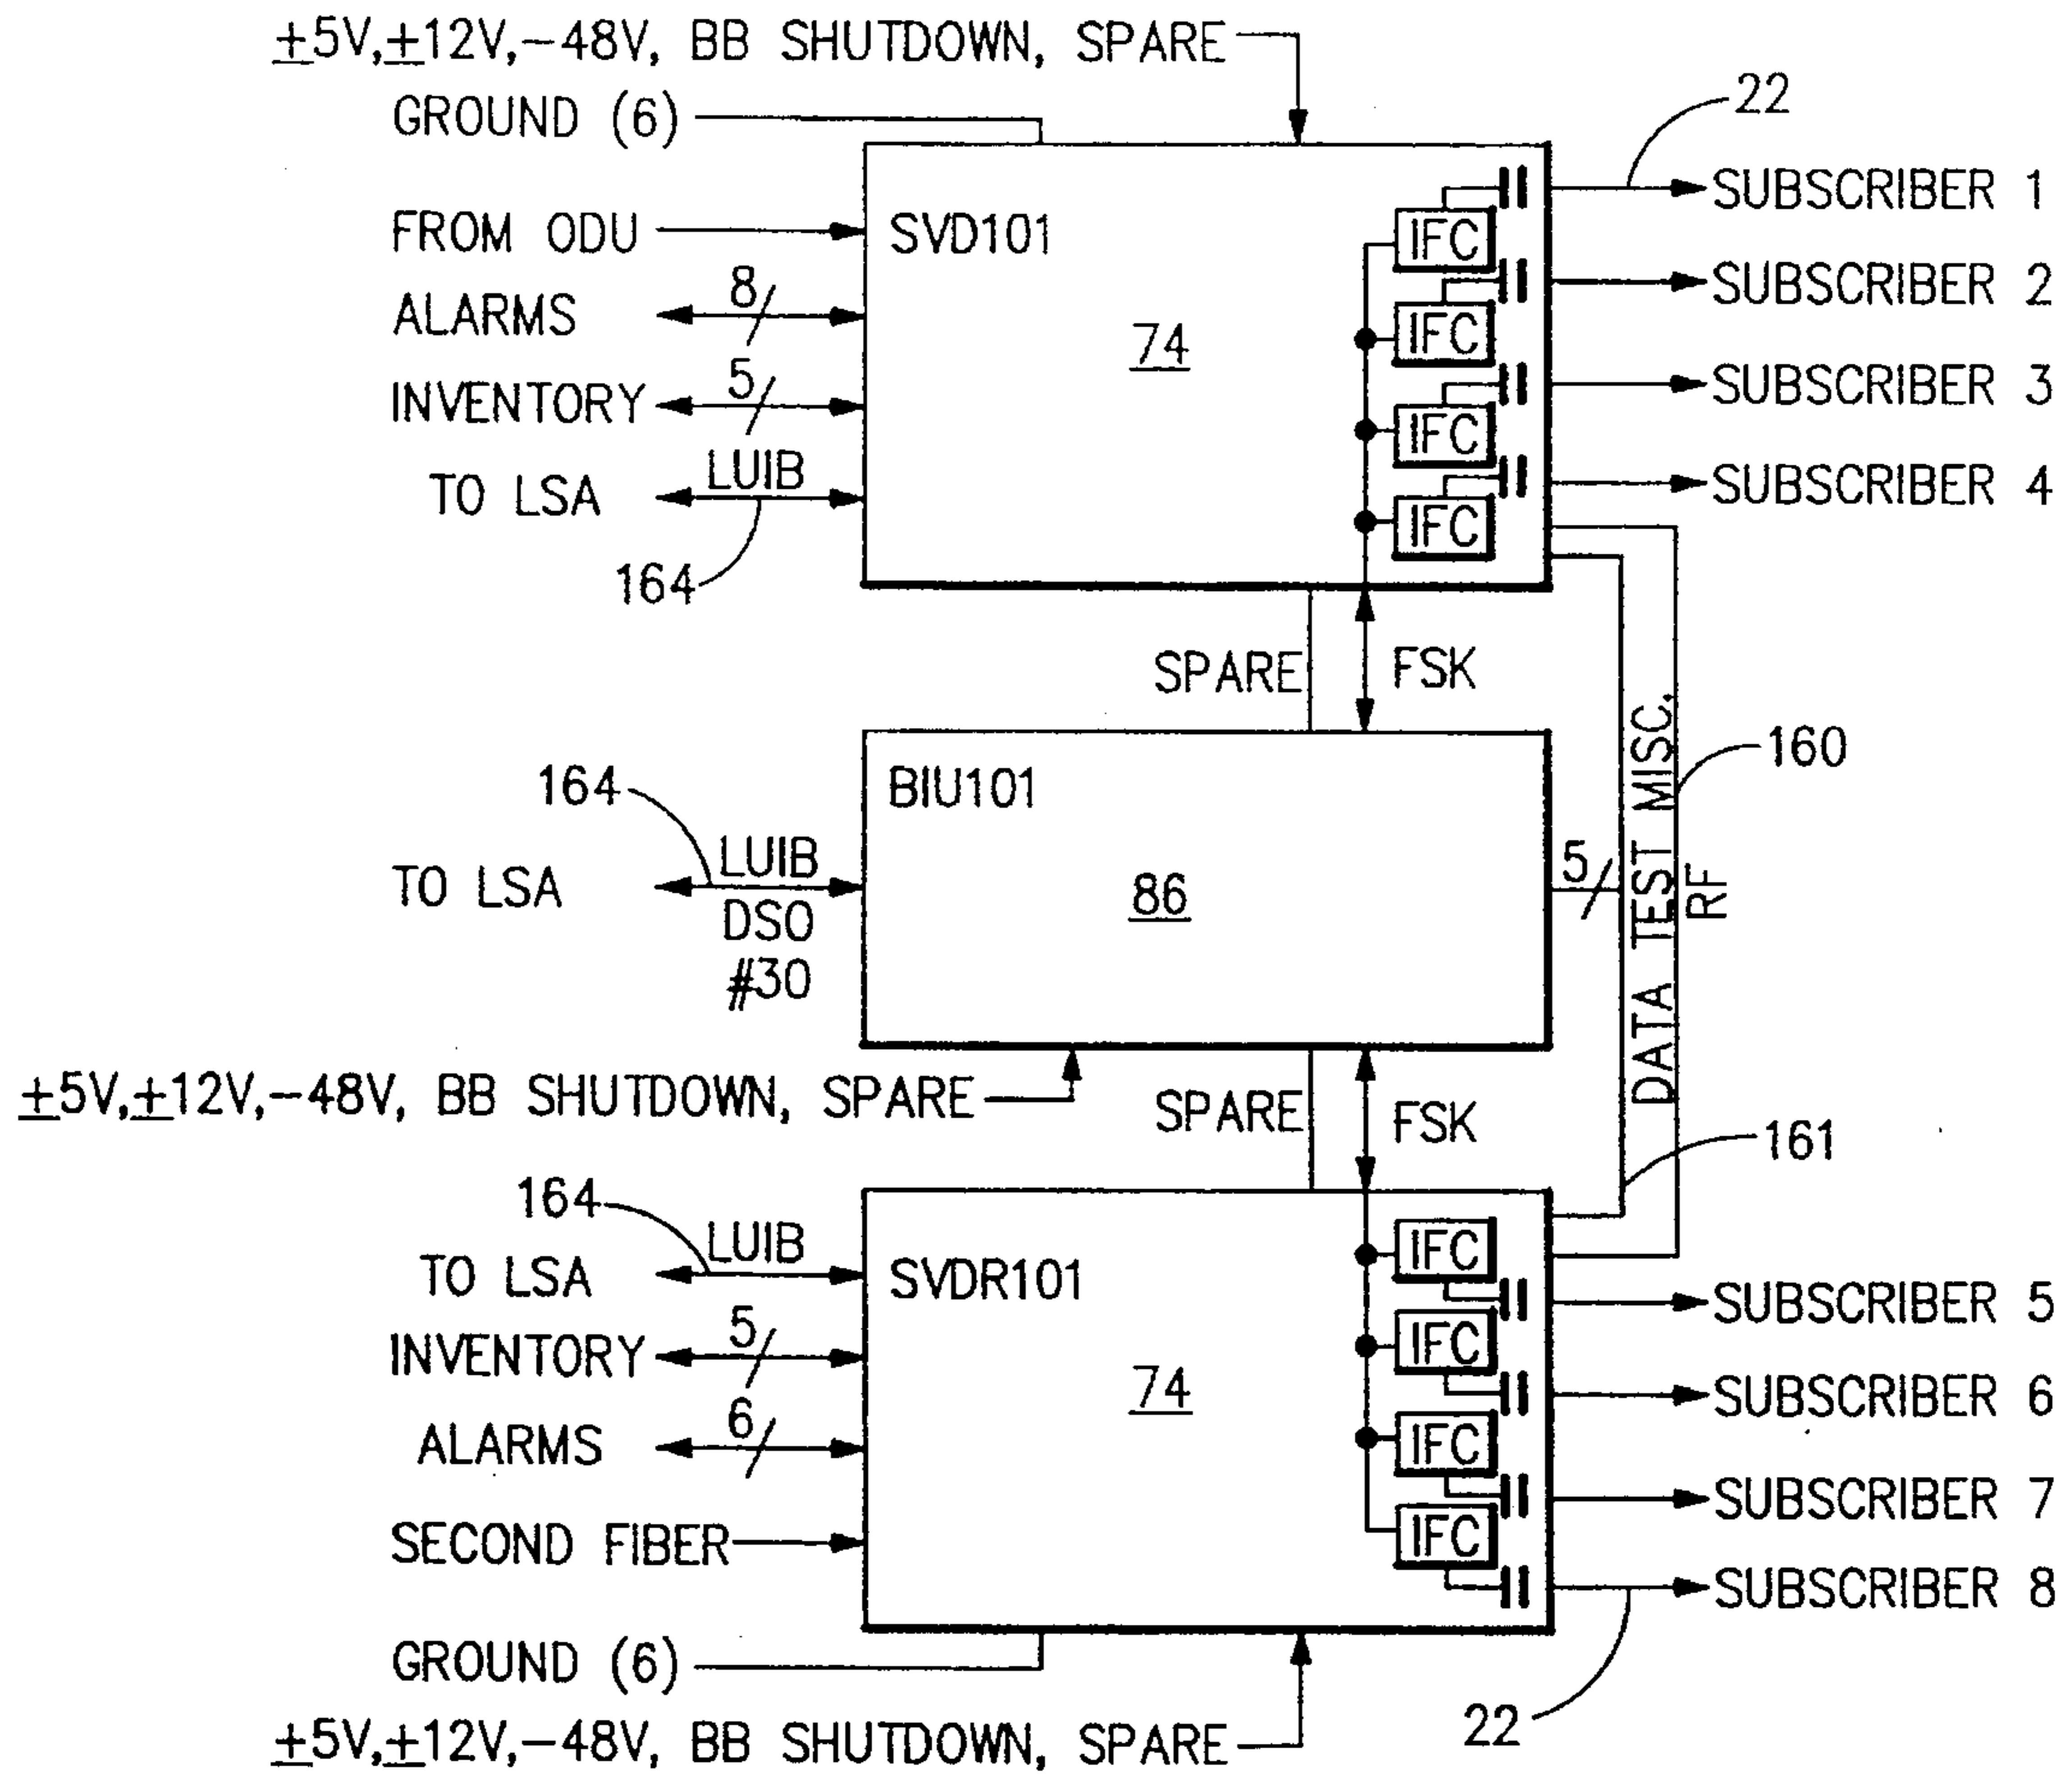 ±5V,±12V,-48V, BB SHUTDOWN, SPARE
GROUND (6)
22
FROM ODU
SVD101
ALARMS
8
INVENTORY
5
TO LSA
LUIB
164
74
IFC
IFC
IFC
IFC
SUBSCRIBER 1
SUBSCRIBER 2
SUBSCRIBER 3
SUBSCRIBER 4
SPARE
FSK
BIU101
86
164
TO LSA
LUIB
DSO
#30
5
DATA TEST MISC.
RF
160
±5V,±12V,-48V, BB SHUTDOWN, SPARE
SPARE
FSK
161
164
TO LSA
LUIB
INVENTORY
5
ALARMS
6
SECOND FIBER
SVDR101
74
IFC
IFC
IFC
IFC
SUBSCRIBER 5
SUBSCRIBER 6
SUBSCRIBER 7
SUBSCRIBER 8
GROUND (6)
22
±5V,±12V,-48V, BB SHUTDOWN, SPARE